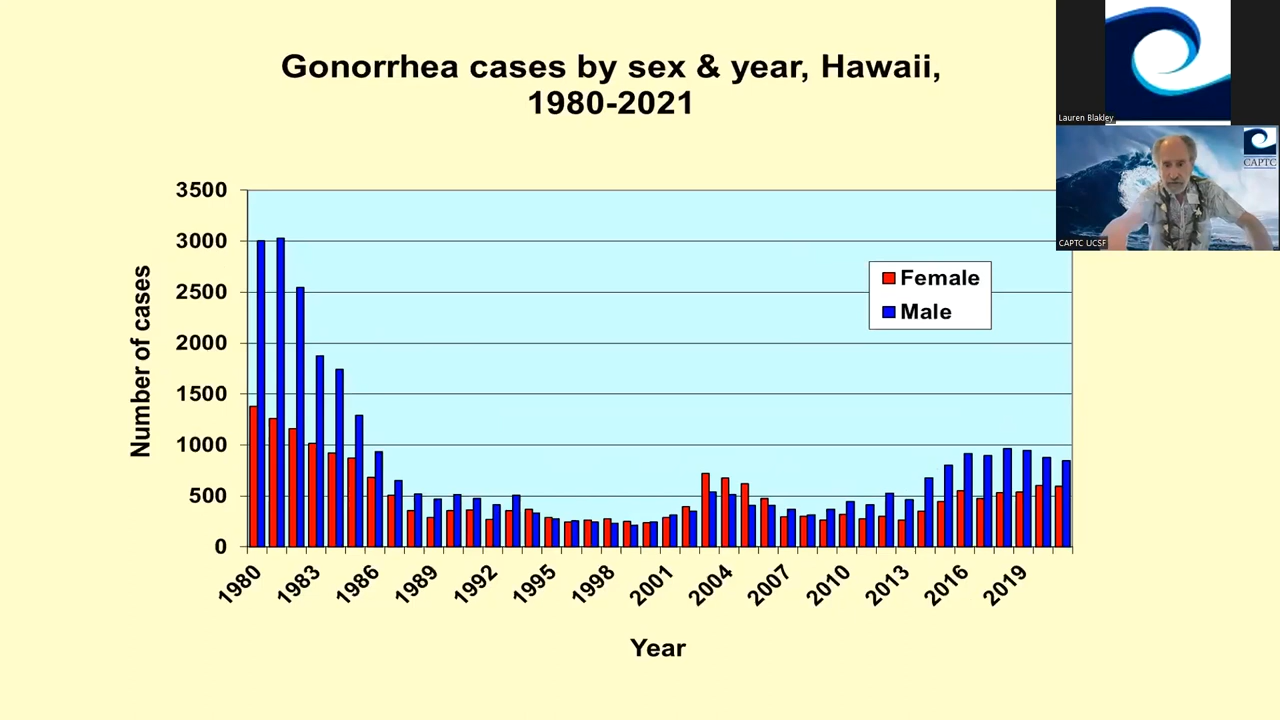 Gonorrhea cases by sex & year, Hawaii,
1980-2021
Lauren Blakley
CAPTC
CAPTC UCSF
Female
Male
Number of cases
3500
3000
2500
2000
1500
1000
500
0
1980
1983
1986
1989
1992
1995
1998
2001
2004
2007
2010
2013
2016
2019
Year